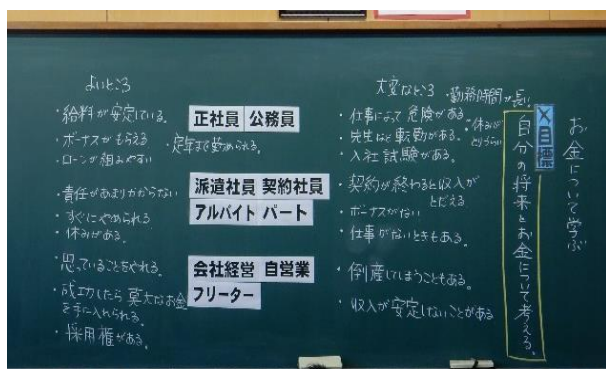 お金について学ぶ
目標
自分の将来とお金について考える。
よいところ
・給料が安定している。
・ボーナスがもらえる
・ローンが組みやすい
・定年まで勤められる。
正社員 公務員
大変なところ
・勤務時間が長い
・仕事によって危険がある。
・休みがとりづらい
・先生など転勤がある。
・入社試験がある。
・責任があまりかからない
・すぐにやめられる
・休みがある。
派遣社員 契約社員
アルバイト パート
・契約が終わると収入が
とだえる
・ボーナスがない
・仕事がないときもある。
・思っていることをやれる。
・成功したら莫大なお金
を手に入れられる。
・採用権がある。
会社経営 自営業
フリーター
・倒産してしまうこともある。
・収入が安定しないことがある